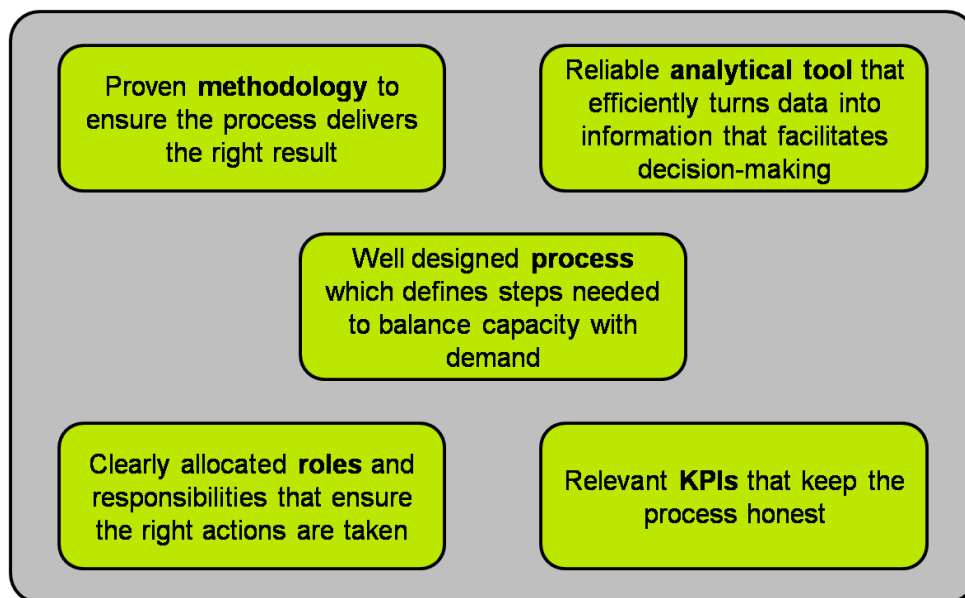 Proven methodology to
ensure the process delivers
the right result
Reliable analytical tool that
efficiently turns data into
information that facilitates
decision-making
Well designed process
which defines steps needed
to balance capacity with
demand
Clearly allocated roles and
responsibilities that ensure
the right actions are taken
Relevant KPIs that keep the
process honest